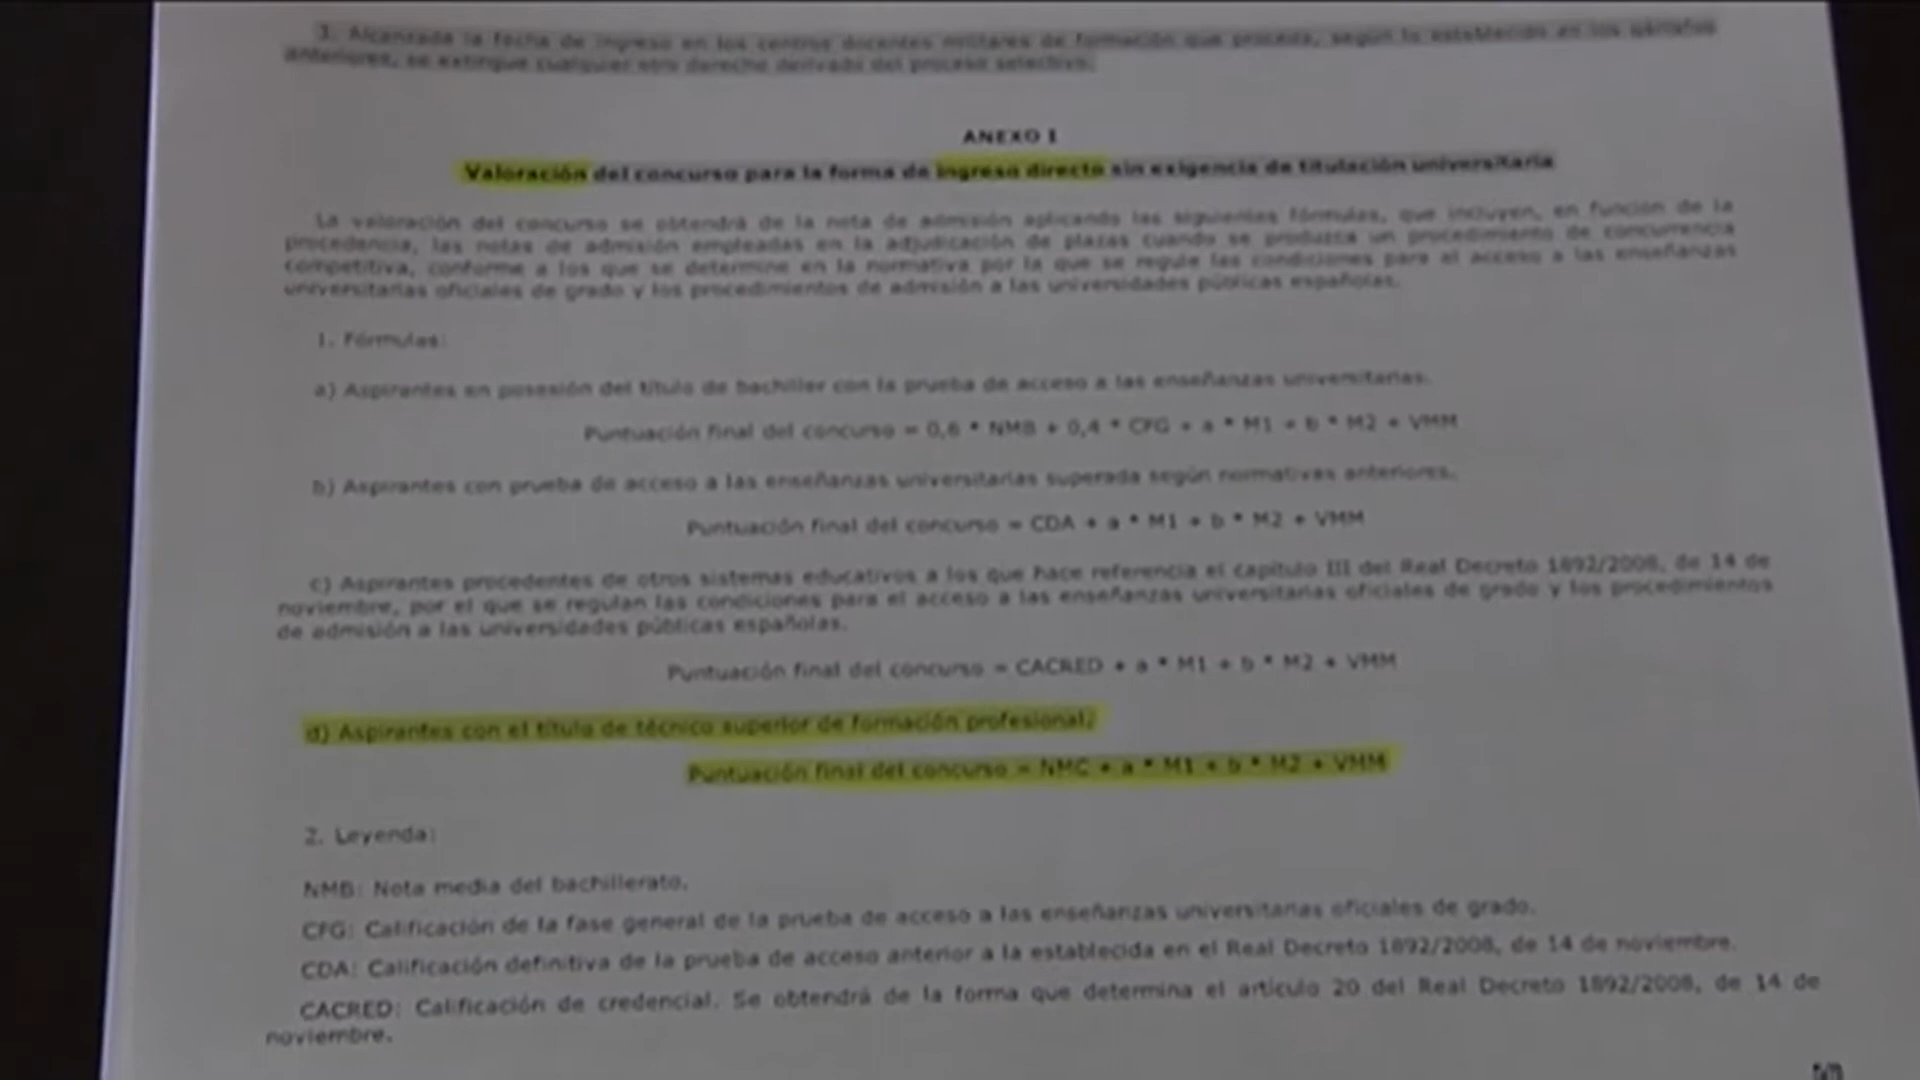 3. Alcanzada la fecha de ingreso en los centros docentes militares de formación que proceda, según lo establecido en los párrafos
anteriores, se extingue cualquier otro derecho derivado del proceso selectivo.
ANEXO I
Valoración del concurso para la forma de ingreso directo sin exigencia de titulación universitaria
La valoración del concurso se obtendrá de la nota de admisión aplicando las siguientes fórmulas, que incluyen, en función de la
procedencia, las notas de admisión empleadas en la adjudicación de plazas cuando se produzca un procedimiento de concurrencia
competitiva, conforme a los que se determine en la normativa por la que se regule las condiciones para el acceso a las enseñanzas
universitarias oficiales de grado y los procedimientos de admisión a las universidades públicas españolas.
1. Fórmulas:
a) Aspirantes en posesión del título de bachiller con la prueba de acceso a las enseñanzas universitarias.
Puntuación final del concurso = 0,6 * NMB + 0,4 * CFG + a * M1 + b * M2 + VMM
b) Aspirantes con prueba de acceso a las enseñanzas universitarias superada según normativas anteriores.
Puntuación final del concurso = CDA + a * M1 + b * M2 + VMM
c) Aspirantes procedentes de otros sistemas educativos a los que hace referencia el capítulo III del Real Decreto 1892/2008, de 14 de
noviembre, por el que se regulan las condiciones para el acceso a las enseñanzas universitarias oficiales de grado y los procedimientos
de admisión a las universidades públicas españolas.
Puntuación final del concurso = CACRED + a * M1 + b * M2 + VMM
d) Aspirantes con el título de técnico superior de formación profesional.
Puntuación final del concurso = NMC + a * M1 + b * M2 + VMM
2. Leyenda:
NMB: Nota media del bachillerato.
CFG: Calificación de la fase general de la prueba de acceso a las enseñanzas universitarias oficiales de grado.
CDA: Calificación definitiva de la prueba de acceso anterior a la establecida en el Real Decreto 1892/2008, de 14 de noviembre.
CACRED: Calificación de credencial. Se obtendrá de la forma que determina el artículo 20 del Real Decreto 1892/2008, de 14 de
noviembre.